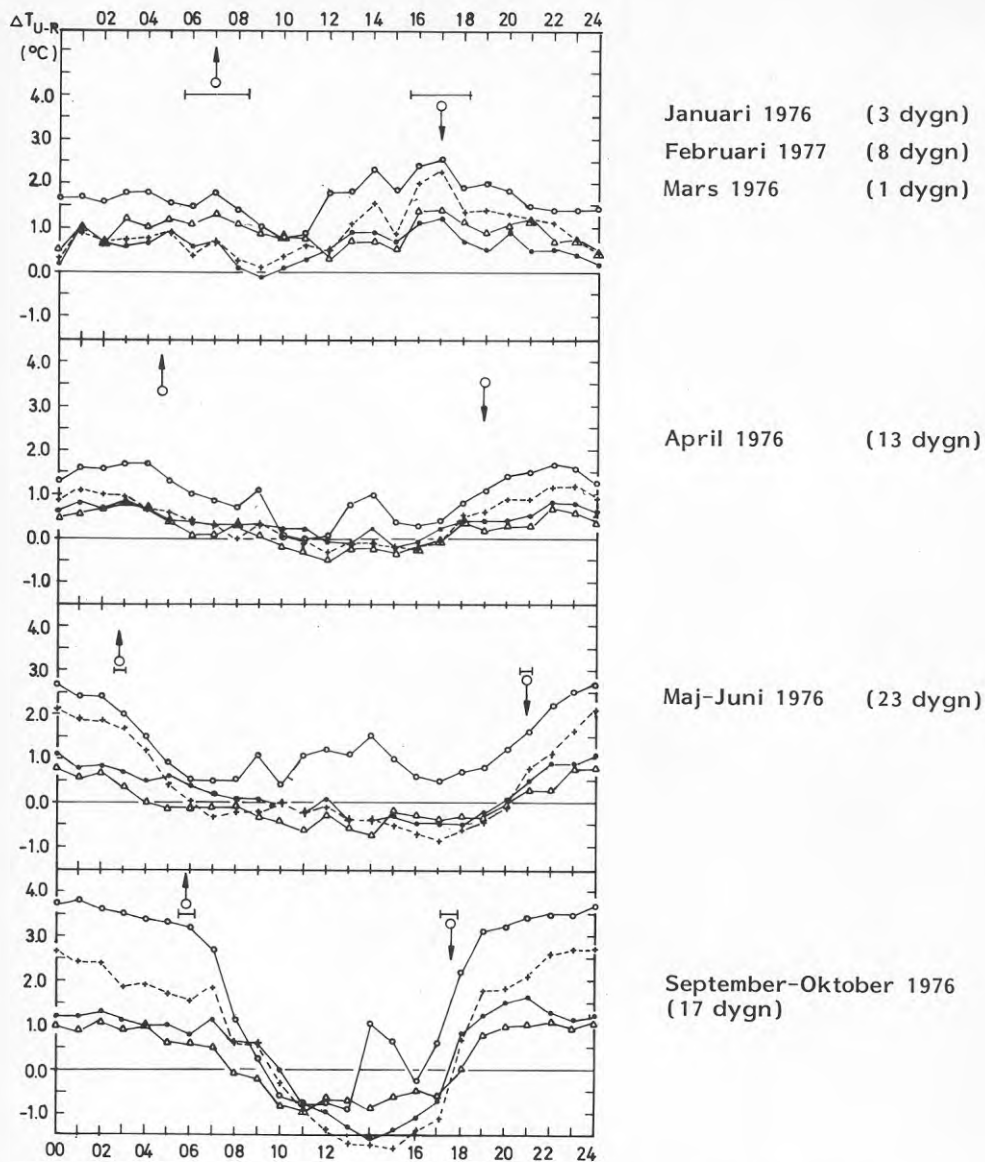 ΔT U-R 02 04 06 08 10 12 14 16 18 20 22 24
(°C)
4.0
3.0
2.0
1.0
0.0
-1.0
Januari 1976 (3 dygn)
Februari 1977 (8 dygn)
Mars 1976 (1 dygn)
4.0
3.0
2.0
1.0
0.0
-1.0
April 1976 (13 dygn)
4.0
3.0
2.0
1.0
0.0
-1.0
Maj-Juni 1976 (23 dygn)
4.0
3.0
2.0
1.0
0.0
-1.0
September-Oktober 1976
(17 dygn)
00 02 04 06 08 10 12 14 16 18 20 22 24